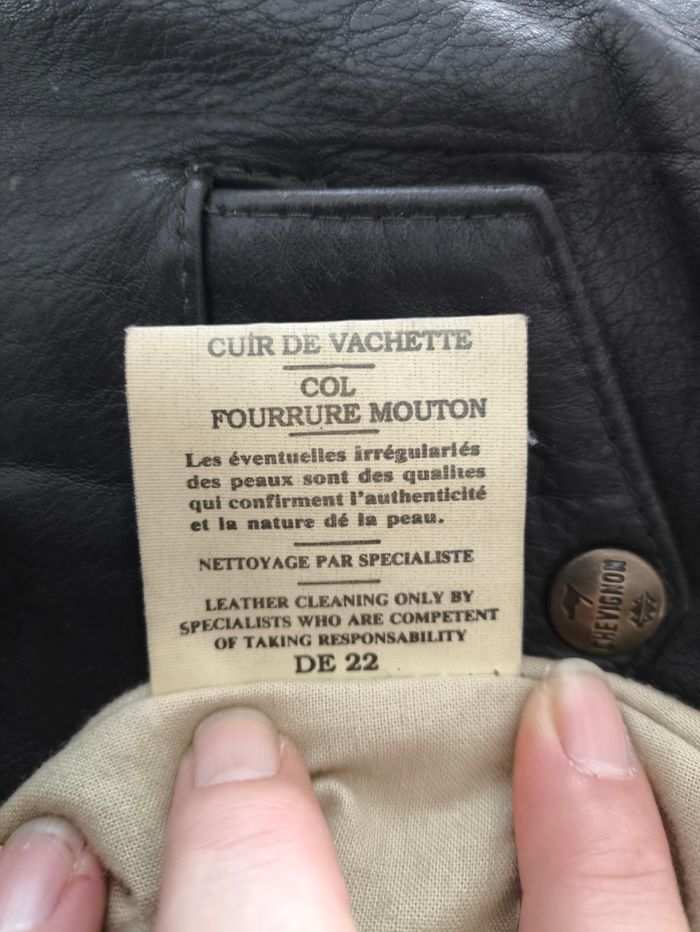 CUIR DE VACHETTE
COL
FOURRURE MOUTON
Les éventuelles irrégulariés
des peaux sont des qualites
qui confirment l'authenticité
et la nature dé la peau.
NETTOYAGE PAR SPECIALISTE
LEATHER CLEANING ONLY BY
SPECIALISTS WHO ARE COMPETENT
OF TAKING RESPONSABILITY
DE 22
CHEVIGNON